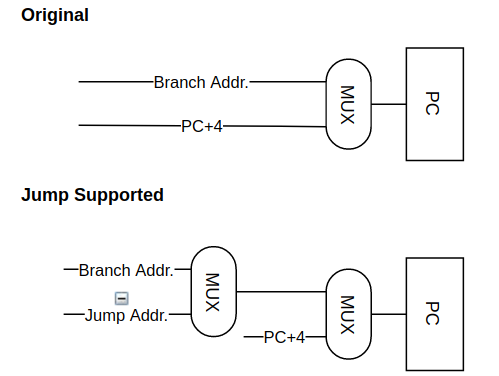 Original
Branch Addr.
MUX
PC
PC+4
Jump Supported
Branch Addr.
MUX
Jump Addr.
MUX
PC
PC+4